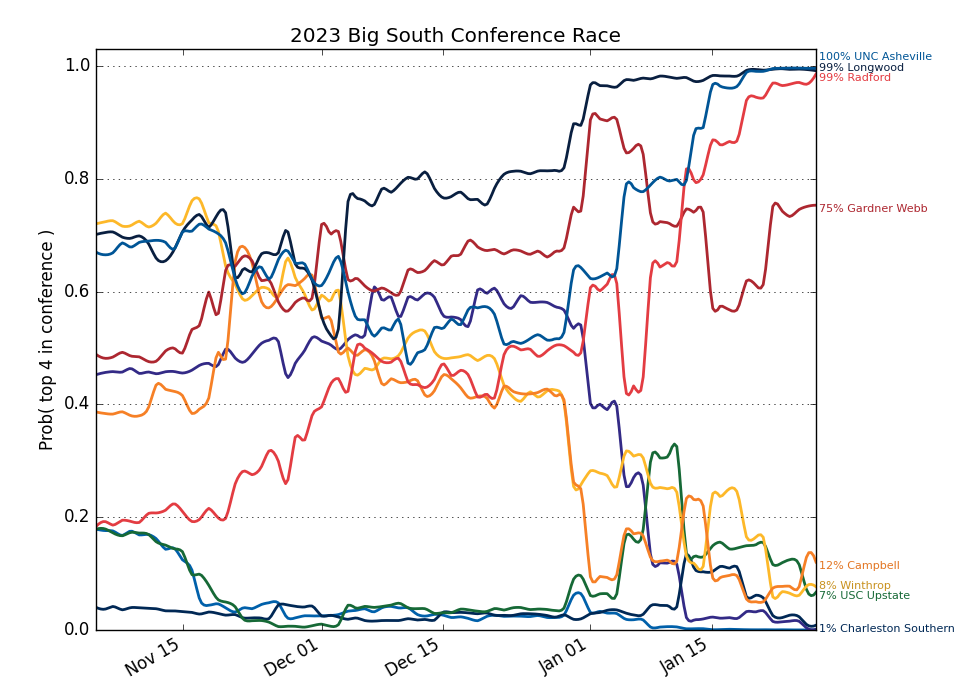 2023 Big South Conference Race
Prob( top 4 in conference )
1.0
0.8
0.6
0.4
0.2
0.0
Nov 15
Dec 01
Dec 15
Jan 01
Jan 15
100% UNC Asheville
99% Longwood
99% Radford
75% Gardner Webb
12% Campbell
8% Winthrop
7% USC Upstate
1% Charleston Southern